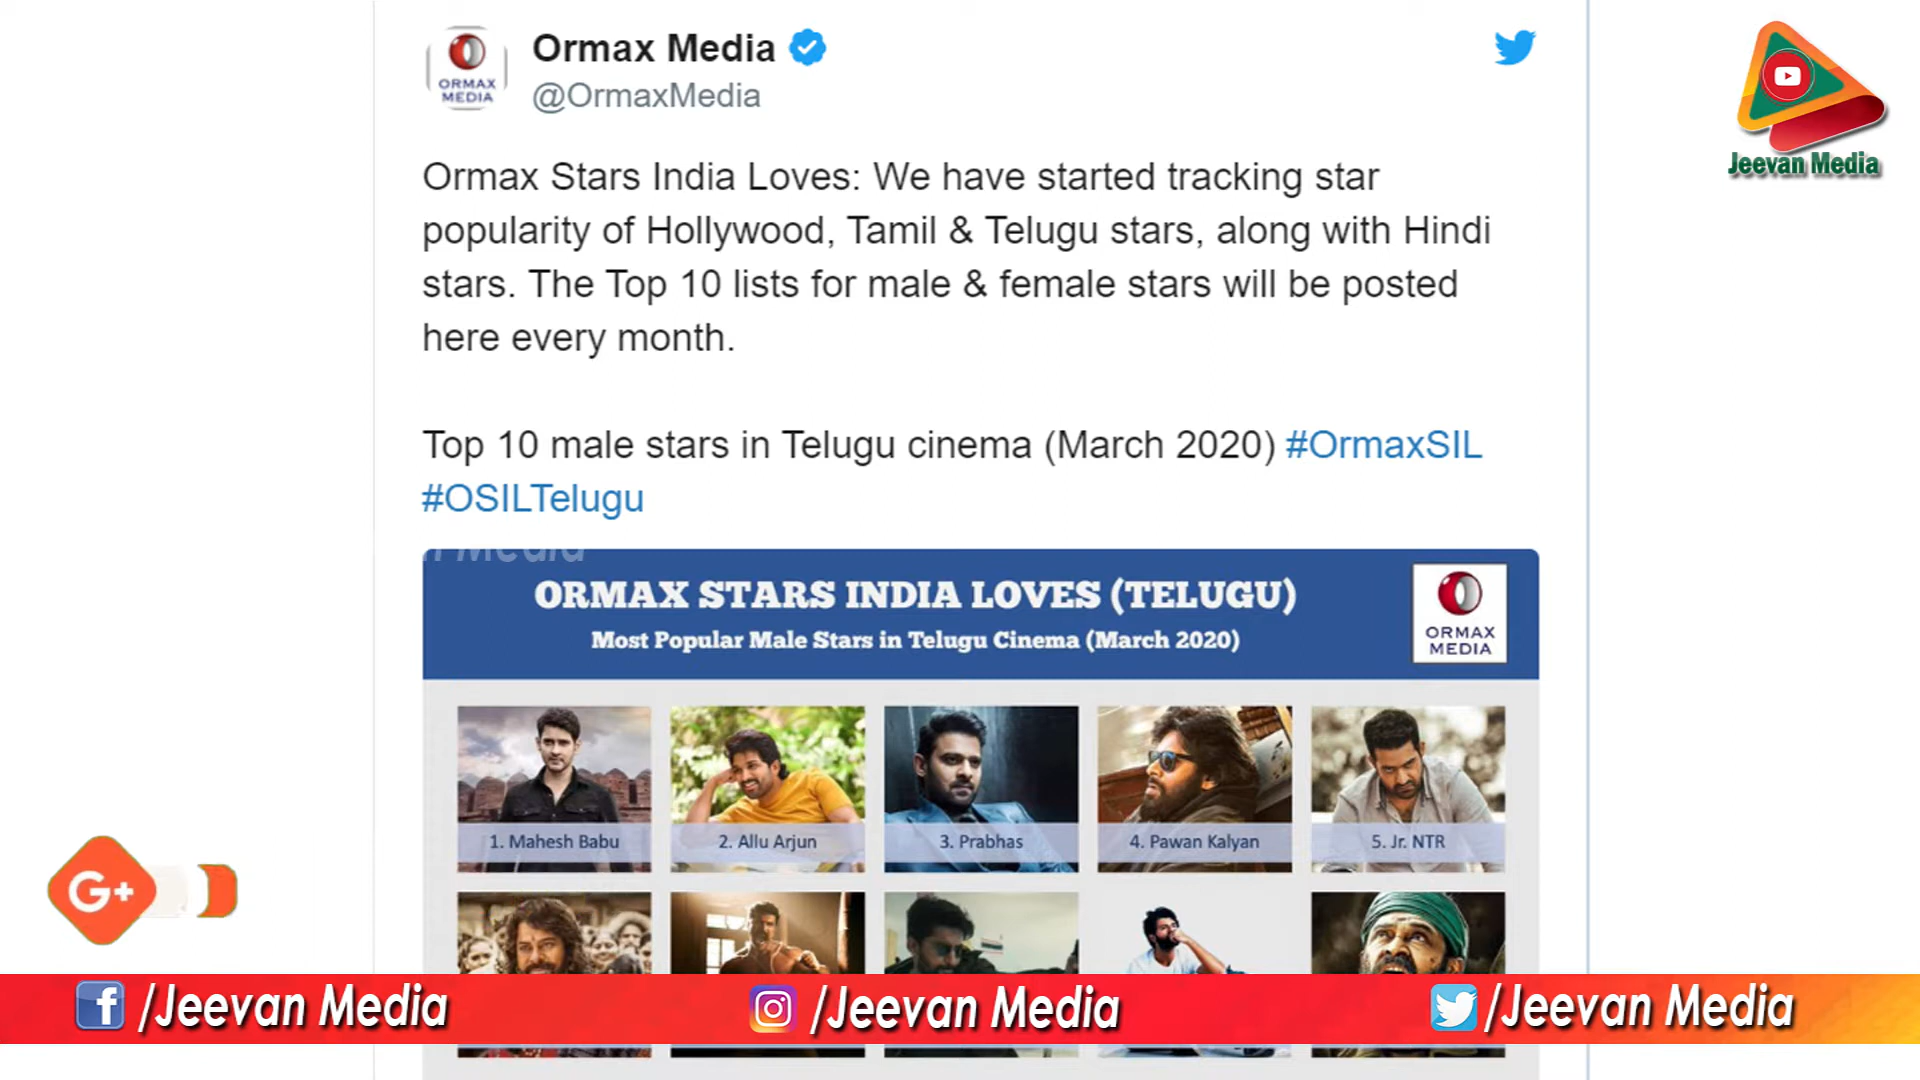 Ormax Media
@OrmaxMedia
ORMAX
MEDIA
Jeevan Media
Ormax Stars India Loves: We have started tracking star
popularity of Hollywood, Tamil & Telugu stars, along with Hindi
stars. The Top 10 lists for male & female stars will be posted
here every month.
Top 10 male stars in Telugu cinema (March 2020) #OrmaxSIL
#OSILTelugu
n Media
ORMAX STARS INDIA LOVES (TELUGU)
Most Popular Male Stars in Telugu Cinema (March 2020)
ORMAX
MEDIA
1. Mahesh Babu
2. Allu Arjun
3. Prabhas
4. Pawan Kalyan
5. Jr. NTR
G+
/Jeevan Media
/Jeevan Media
/Jeevan Media